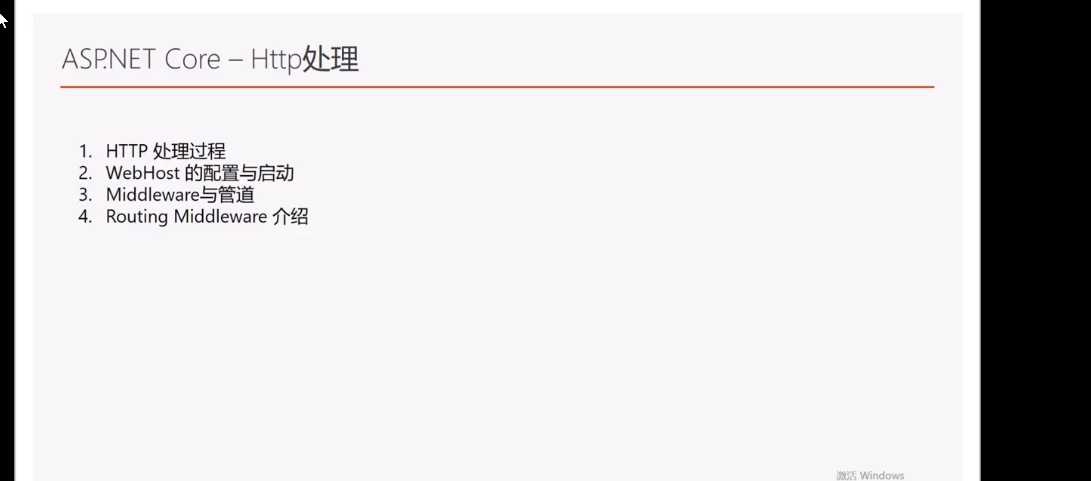 ASP.NET Core – Http处理
1. HTTP 处理过程
2. WebHost 的配置与启动
3. Middleware与管道
4. Routing Middleware 介绍
激活 Windows